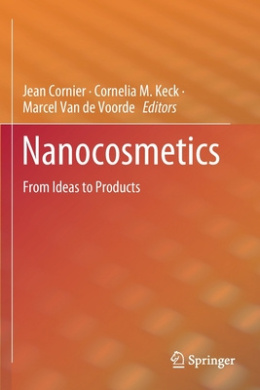 Jean Cornier · Cornelia M. Keck ·
Marcel Van de Voorde Editors
Nanocosmetics
From Ideas to Products
Springer